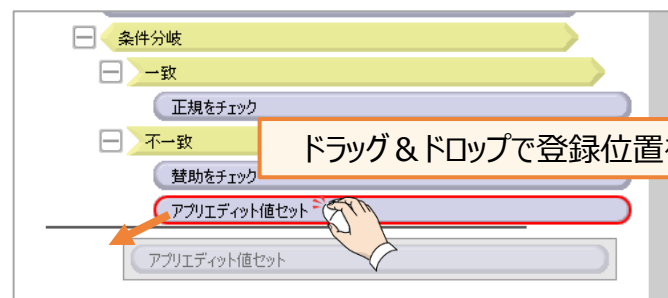 条件分岐
一致
正規をチェック
不一致
ドラッグ＆ドロップで登録位置
賛助をチェック
アプリエディット値セット
アプリエディット値セット